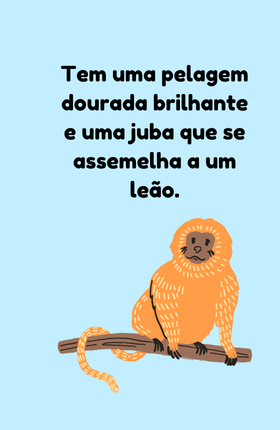 Tem uma pelagem
dourada brilhante
e uma juba que se
assemelha a um
leão.